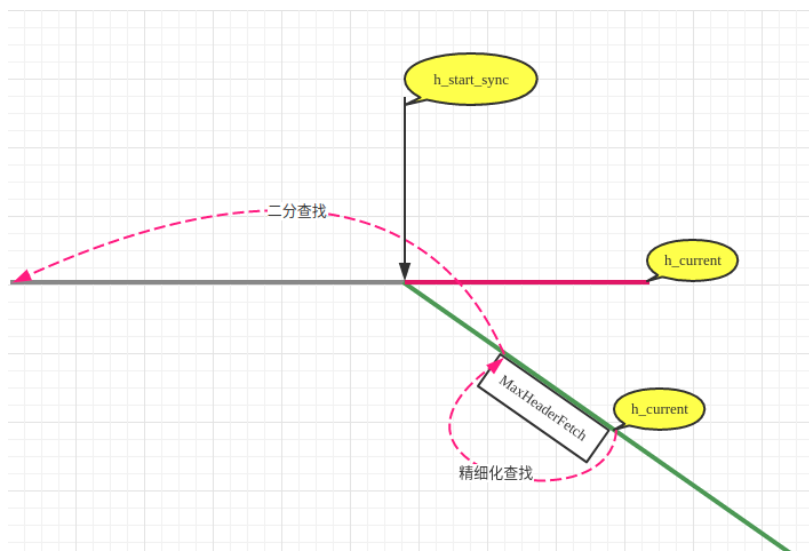 h_start_sync
二分查找
h_current
MaxHeaderFetch
h_current
精细化查找